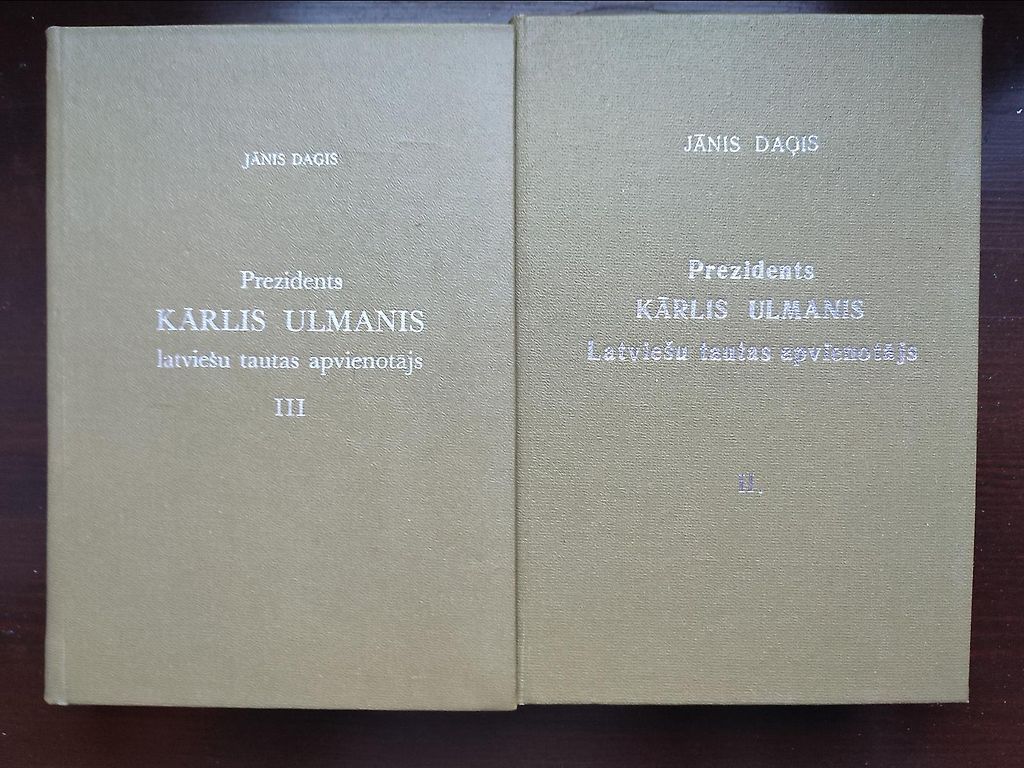 JĀNIS DAĢIS
Prezidents
KĀRLIS ULMANIS
latviešu tautas apvienotājs
III
JĀNIS DAĢIS
Prezidents
KĀRLIS ULMANIS
Latviešu tautas apvienotājs
II.